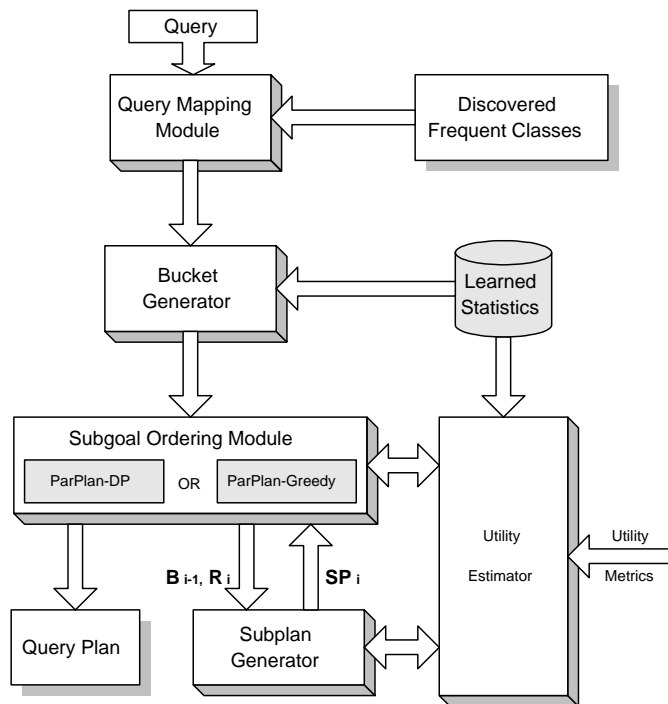 Query
Query Mapping
Module
Discovered
Frequent Classes
Bucket
Generator
Learned
Statistics
Subgoal Ordering Module
ParPlan-DP
OR
ParPlan-Greedy
Utility
Estimator
Utility
Metrics
B i-1, R i
SP i
Query Plan
Subplan
Generator